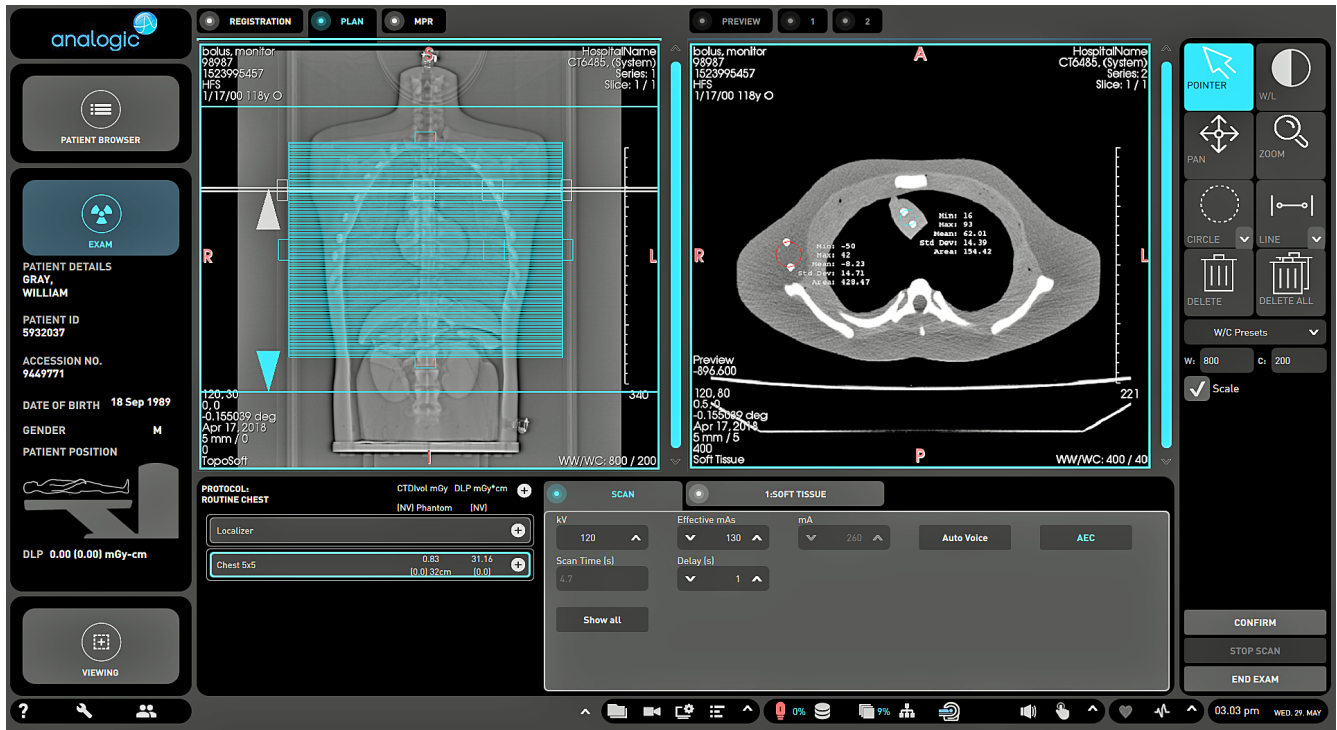 analogic
REGISTRATION
PLAN
MPR
PREVIEW
1
2
PATIENT BROWSER
EXAM
PATIENT DETAILS
GRAY,
WILLIAM
PATIENT ID
5932037
ACCESSION NO.
9449771
DATE OF BIRTH 18 Sep 1989
GENDER M
PATIENT POSITION
DLP 0.00 (0.00) mGy-cm
VIEWING
bolus, monitor
98987
1523995457
HFS
1/17/00 118y O
S
HospitalName
CT6485, (System)
Series: 1
Slice: 1 / 1
R
L
340
120, 30
0, 0
-0.155039 deg
Apr 17, 2018
5 mm / 0
0
TopoSoft
I
WW/WC: 800 / 200
bolus, monitor
98987
1523995457
HFS
1/17/00 118y O
A
HospitalName
CT6485, (System)
Series: 2
Slice: 1 / 1
R
L
Min: -50
Max: 42
Mean: -8.23
Std Dev: 14.71
Area: 428.47
Min: 16
Max: 93
Mean: 62.01
Std Dev: 14.39
Area: 154.42
Preview
-896.600
221
120, 80
0.5, 0
-0.155039 deg
Apr 17, 2018
5 mm / 5
400
Soft Tissue
P
WW/WC: 400 / 40
POINTER
W/L
PAN
ZOOM
CIRCLE
LINE
DELETE
DELETE ALL
W/C Presets
W: 800 C: 200
Scale
CONFIRM
STOP SCAN
END EXAM
PROTOCOL:
ROUTINE CHEST
CTDIvol mGy DLP mGy*cm
[NV] Phantom [NV]
Localizer
Chest 5x5
0.83 31.16
[0.0] 32cm [0.0]
SCAN
1:SOFT TISSUE
kV
120
Effective mAs
130
mA
260
Auto Voice
AEC
Scan Time (s)
4.7
Delay (s)
1
Show all
?
0%
9%
03.03 pm WED. 29. MAY